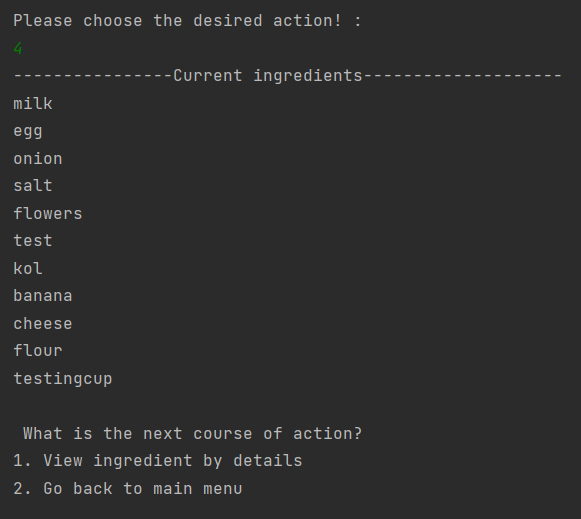 Please choose the desired action! :
4
----------------Current ingredients--------------------
milk
egg
onion
salt
flowers
test
kol
banana
cheese
flour
testingcup
What is the next course of action?
1. View ingredient by details
2. Go back to main menu